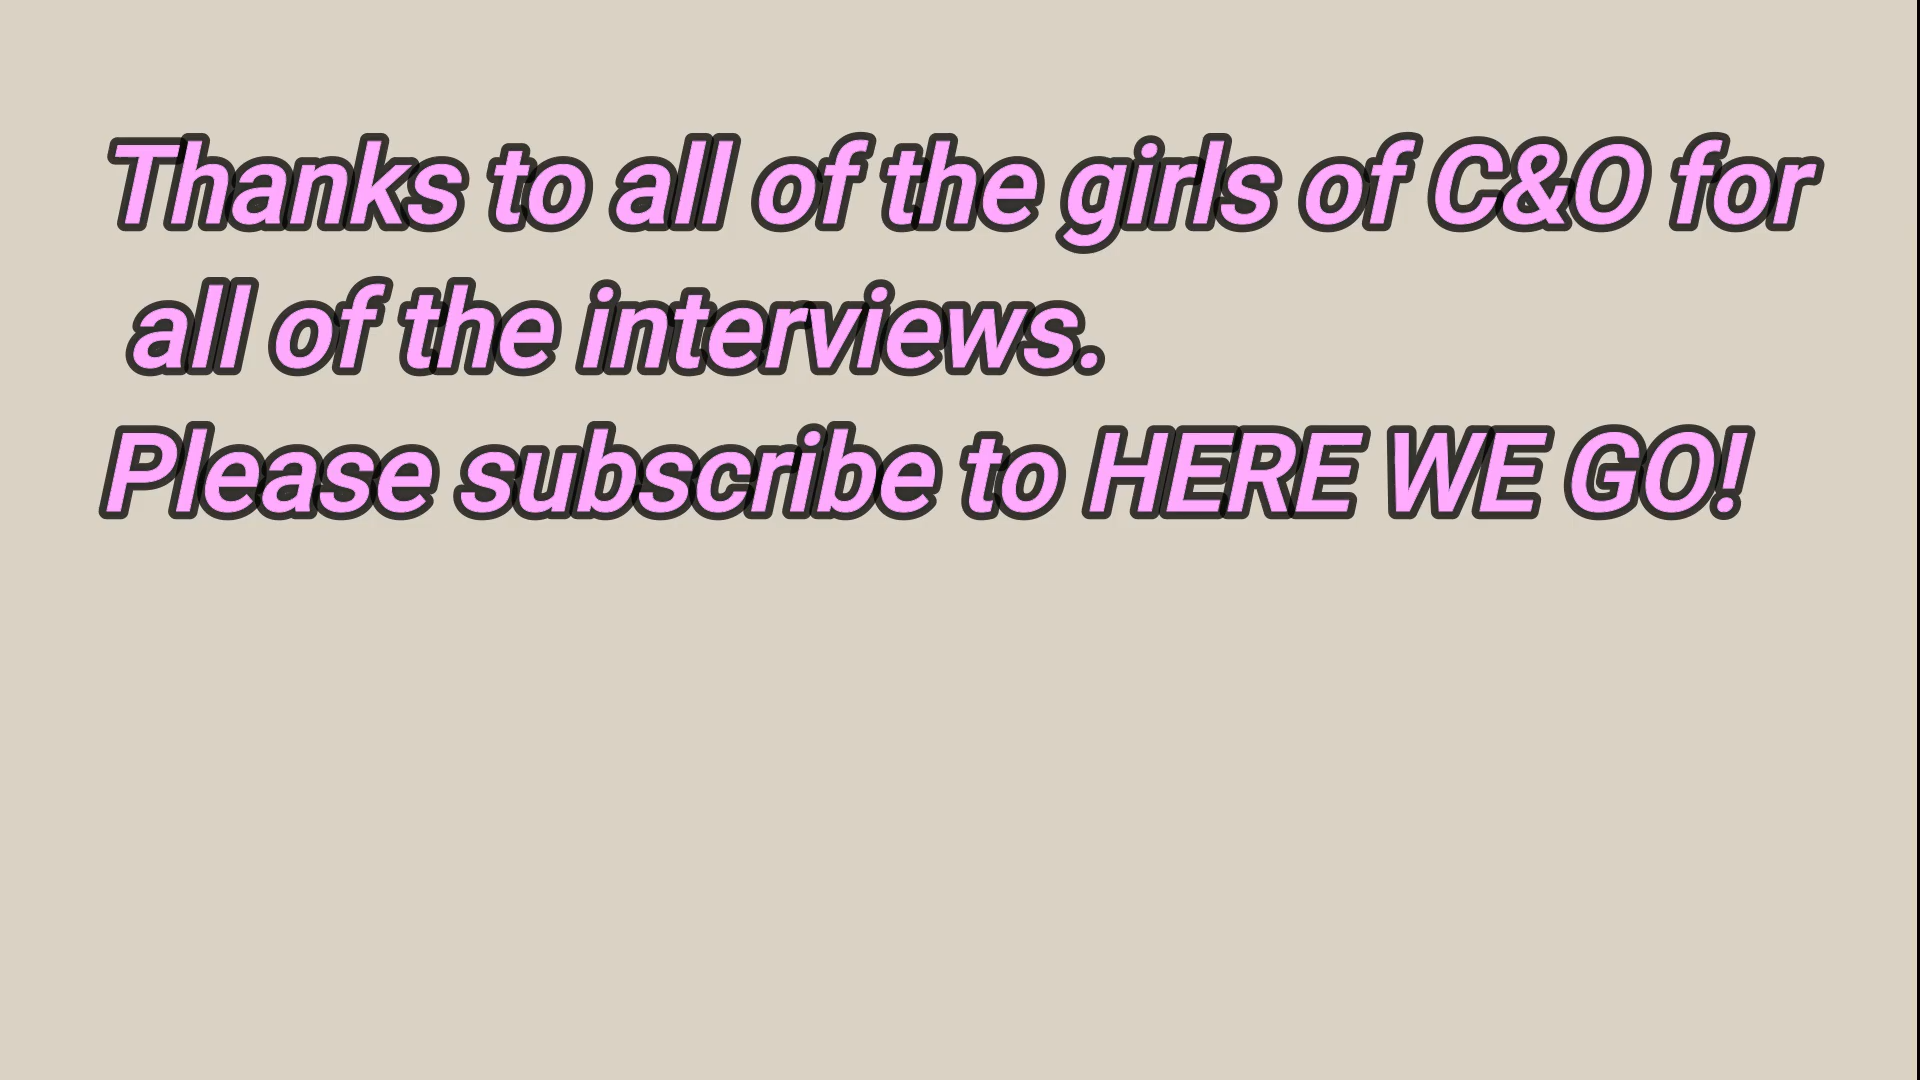 Thanks to all of the girls of C&O for
all of the interviews.
Please subscribe to HERE WE GO!